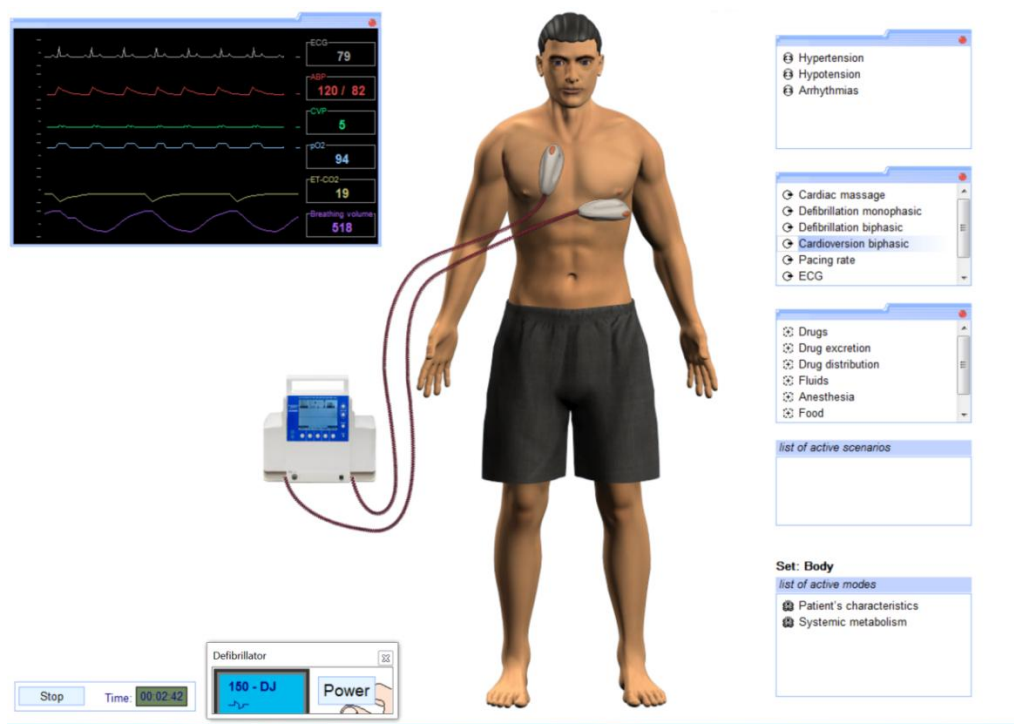 ECG
79
ABP
120 / 82
CVP
5
pO2
94
ET-CO2
19
Breathing volume
518
Hypertension
Hypotension
Arrhythmias
Cardiac massage
Defibrillation monophasic
Defibrillation biphasic
Cardioversion biphasic
Pacing rate
ECG
Drugs
Drug excretion
Drug distribution
Fluids
Anesthesia
Food
list of active scenarios
Set: Body
list of active modes
Patient's characteristics
Systemic metabolism
Defibrillator
150 - DJ
Power
Stop
Time:
00:02:42